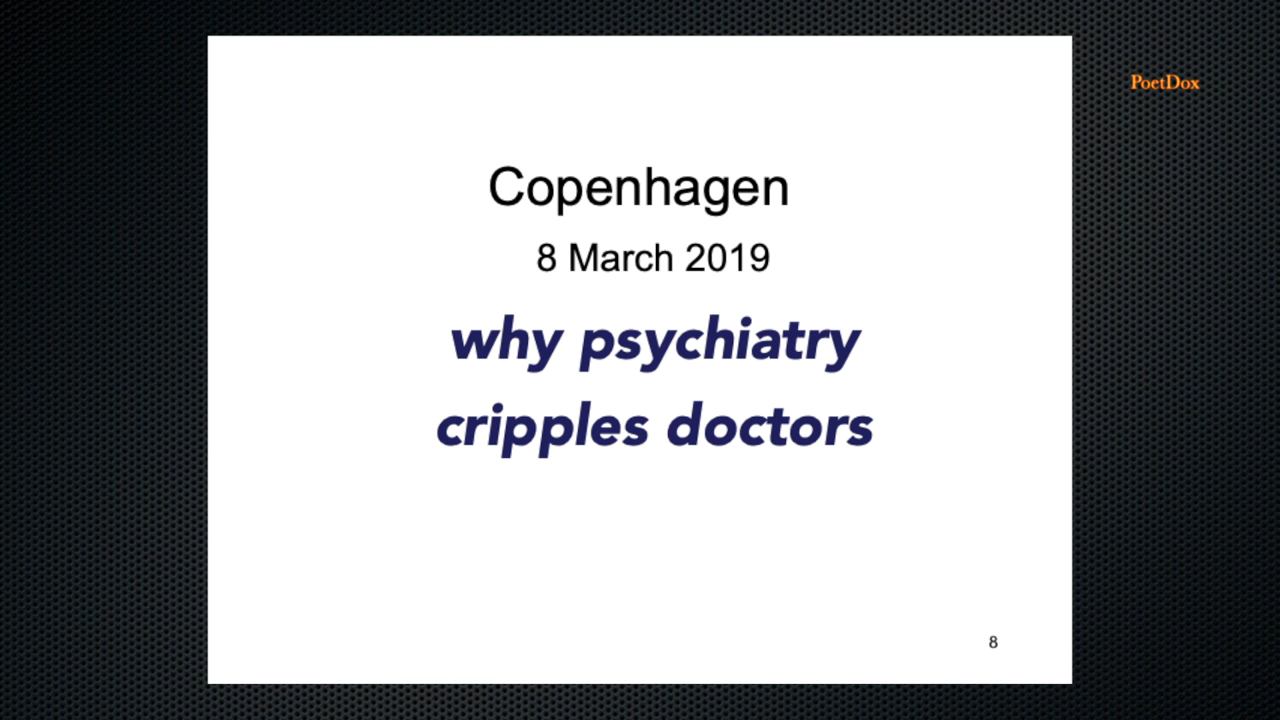 PoetDox
Copenhagen
8 March 2019
why psychiatry
cripples doctors
8